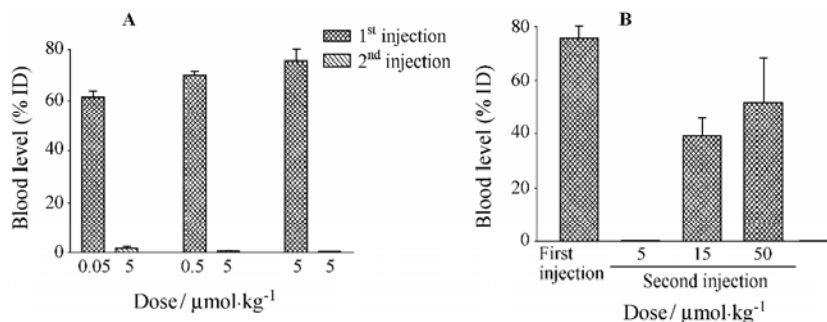 A
1st injection
2nd injection
Blood level (% ID)
80
60
40
20
0
0.05 5 0.5 5 5 5
Dose / µmol·kg-1
B
Blood level (% ID)
80
60
40
20
0
First injection
5 15 50
Second injection
Dose/ µmol·kg-1